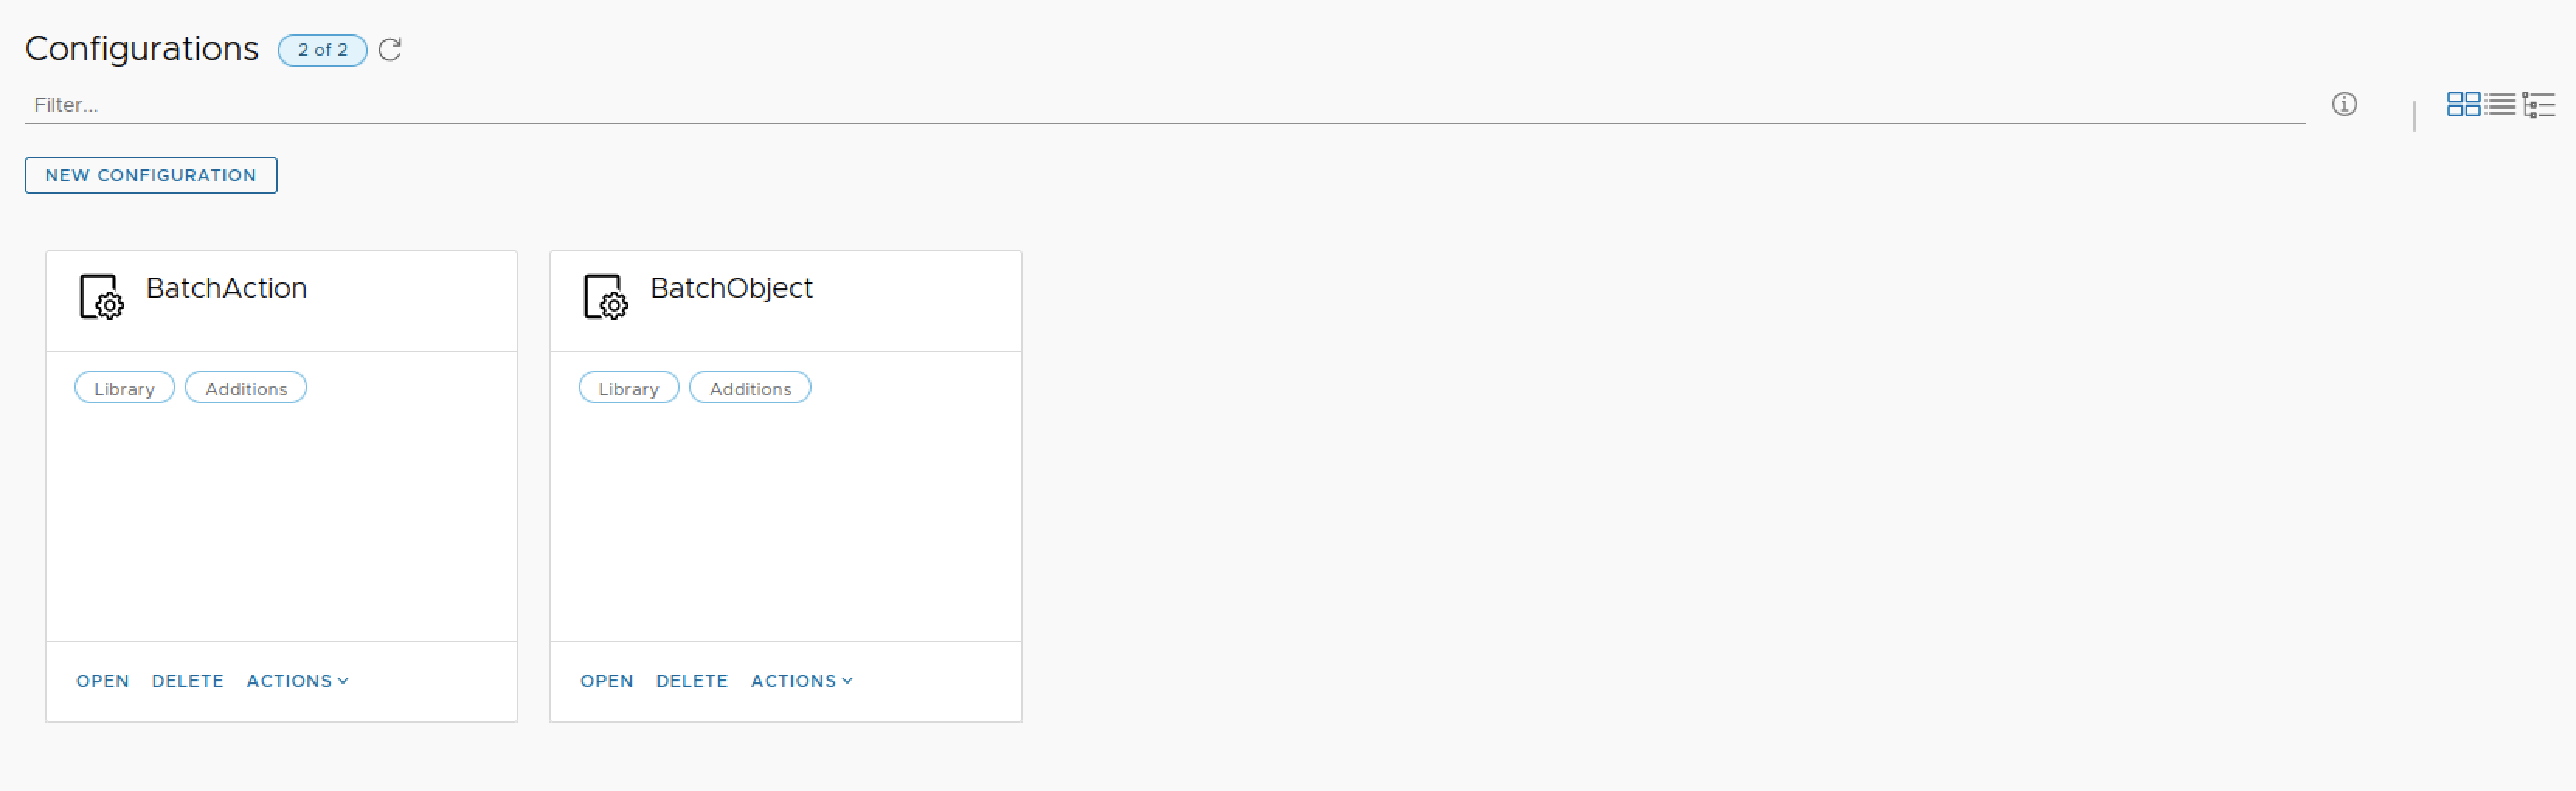 Configurations 2 of 2
Filter...
NEW CONFIGURATION
BatchAction
Library Additions
OPEN DELETE ACTIONS
BatchObject
Library Additions
OPEN DELETE ACTIONS